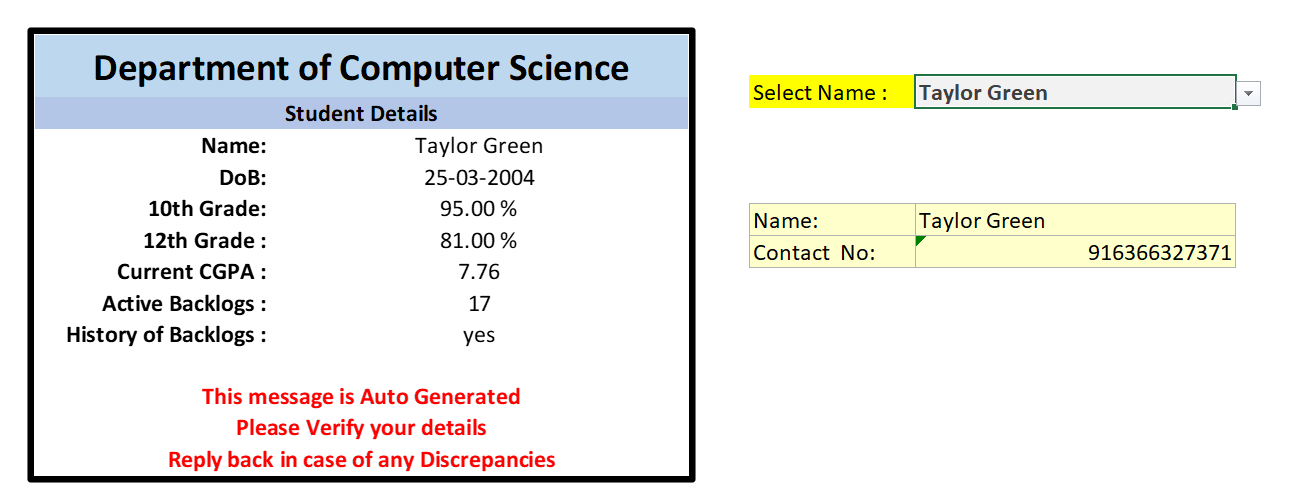 Department of Computer Science
Student Details
Name: Taylor Green
DoB: 25-03-2004
10th Grade: 95.00 %
12th Grade : 81.00 %
Current CGPA : 7.76
Active Backlogs : 17
History of Backlogs : yes
This message is Auto Generated
Please Verify your details
Reply back in case of any Discrepancies
Select Name : Taylor Green
Name: Taylor Green
Contact No: 916366327371